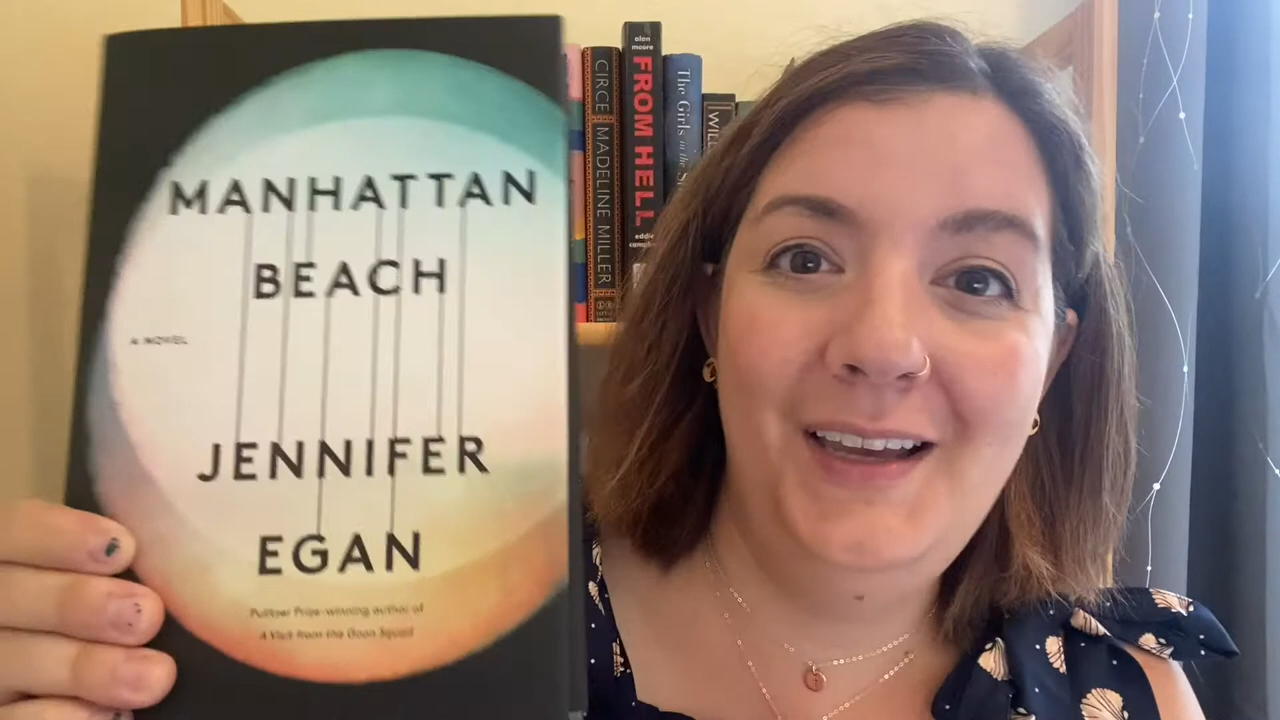 MANHATTAN
BEACH
A NOVEL
JENNIFER
EGAN
Pulitzer Prize-winning author of
A Visit from the Goon Squad
CIRCE MADELINE MILLER
alan
moore
FROM HELL
eddie
campbell
The Girls in the